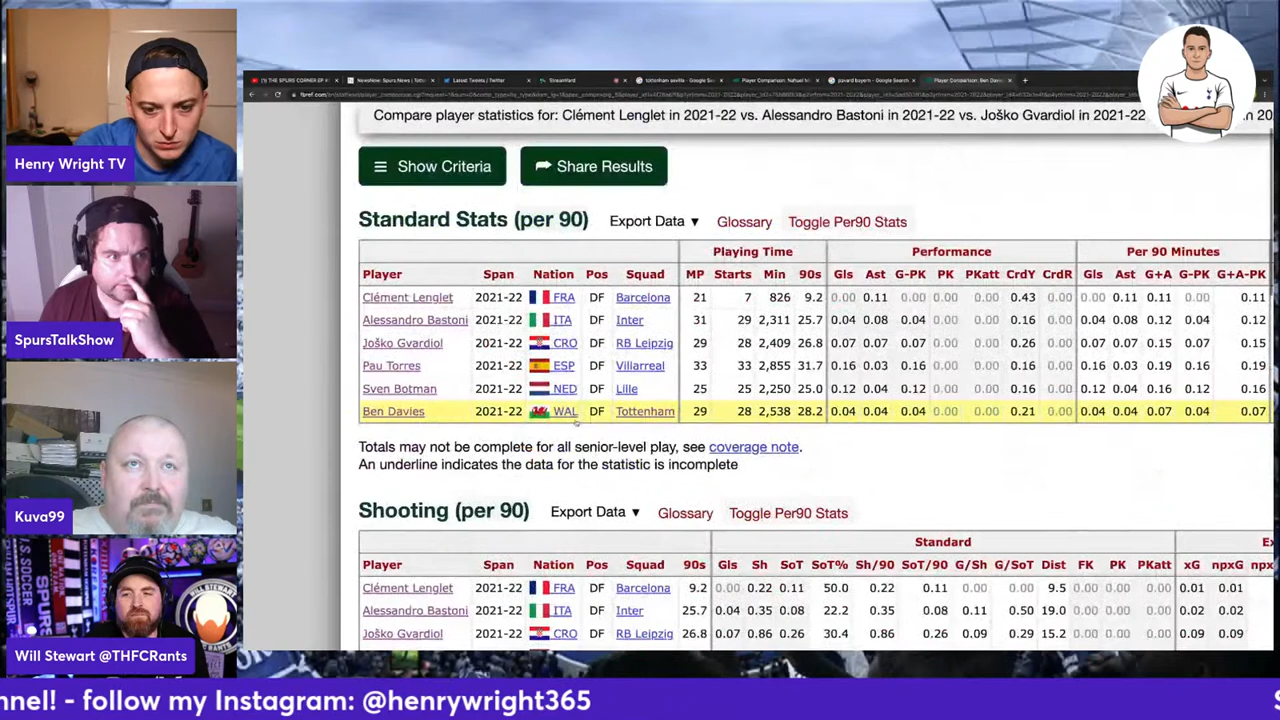 Henry Wright TV
SpursTalkShow
Kuva99
U.S. SOCCER
WILL STEWART
Will Stewart @THFCRants
Compare player statistics for: Clément Lenglet in 2021-22 vs. Alessandro Bastoni in 2021-22 vs. Joško Gvardiol in 2021-22
Show Criteria
Share Results
Standard Stats (per 90) Export Data ▼ Glossary Toggle Per90 Stats
Playing Time Performance Per 90 Minutes
Player Span Nation Pos Squad MP Starts Min 90s Gls Ast G-PK PK PKatt CrdY CrdR Gls Ast G+A G-PK G+A-PK
Clément Lenglet 2021-22 FRA DF Barcelona 21 7 826 9.2 0.00 0.11 0.00 0.00 0.00 0.43 0.00 0.00 0.11 0.11 0.00 0.11
Alessandro Bastoni 2021-22 ITA DF Inter 31 29 2,311 25.7 0.04 0.08 0.04 0.00 0.00 0.16 0.00 0.04 0.08 0.12 0.04 0.12
Joško Gvardiol 2021-22 CRO DF RB Leipzig 29 28 2,409 26.8 0.07 0.07 0.07 0.00 0.00 0.26 0.00 0.07 0.07 0.15 0.07 0.15
Pau Torres 2021-22 ESP DF Villarreal 33 33 2,855 31.7 0.16 0.03 0.16 0.00 0.00 0.16 0.00 0.16 0.03 0.19 0.16 0.19
Sven Botman 2021-22 NED DF Lille 25 25 2,250 25.0 0.12 0.04 0.12 0.00 0.00 0.16 0.00 0.12 0.04 0.16 0.12 0.16
Ben Davies 2021-22 WAL DF Tottenham 29 28 2,538 28.2 0.04 0.04 0.04 0.00 0.00 0.21 0.00 0.04 0.04 0.07 0.04 0.07
Totals may not be complete for all senior-level play, see coverage note.
An underline indicates the data for the statistic is incomplete
Shooting (per 90) Export Data ▼ Glossary Toggle Per90 Stats
Standard Ex
Player Span Nation Pos Squad 90s Gls Sh SoT SoT% Sh/90 SoT/90 G/Sh G/SoT Dist FK PK PKatt xG npxG npx
Clément Lenglet 2021-22 FRA DF Barcelona 9.2 0.00 0.22 0.11 50.0 0.22 0.11 0.00 0.00 9.5 0.00 0.00 0.00 0.01 0.01
Alessandro Bastoni 2021-22 ITA DF Inter 25.7 0.04 0.35 0.08 22.2 0.35 0.08 0.11 0.50 19.0 0.00 0.00 0.00 0.02 0.02
Joško Gvardiol 2021-22 CRO DF RB Leipzig 26.8 0.07 0.86 0.26 30.4 0.86 0.26 0.09 0.29 15.2 0.00 0.00 0.00 0.09 0.09
nnel! - follow my Instagram: @henrywright365